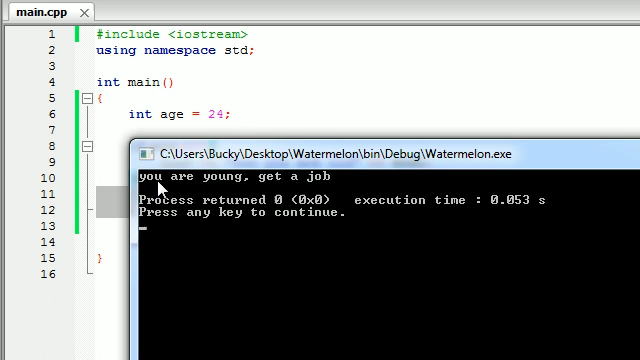 main.cpp
1 #include <iostream>
2 using namespace std;
3
4 int main()
5 {
6 int age = 24;
7
8
9
10
11
12
13
14
15 }
16
C:\Users\Bucky\Desktop\Watermelon\bin\Debug\Watermelon.exe
you are young, get a job
Process returned 0 (0x0) execution time : 0.053 s
Press any key to continue.